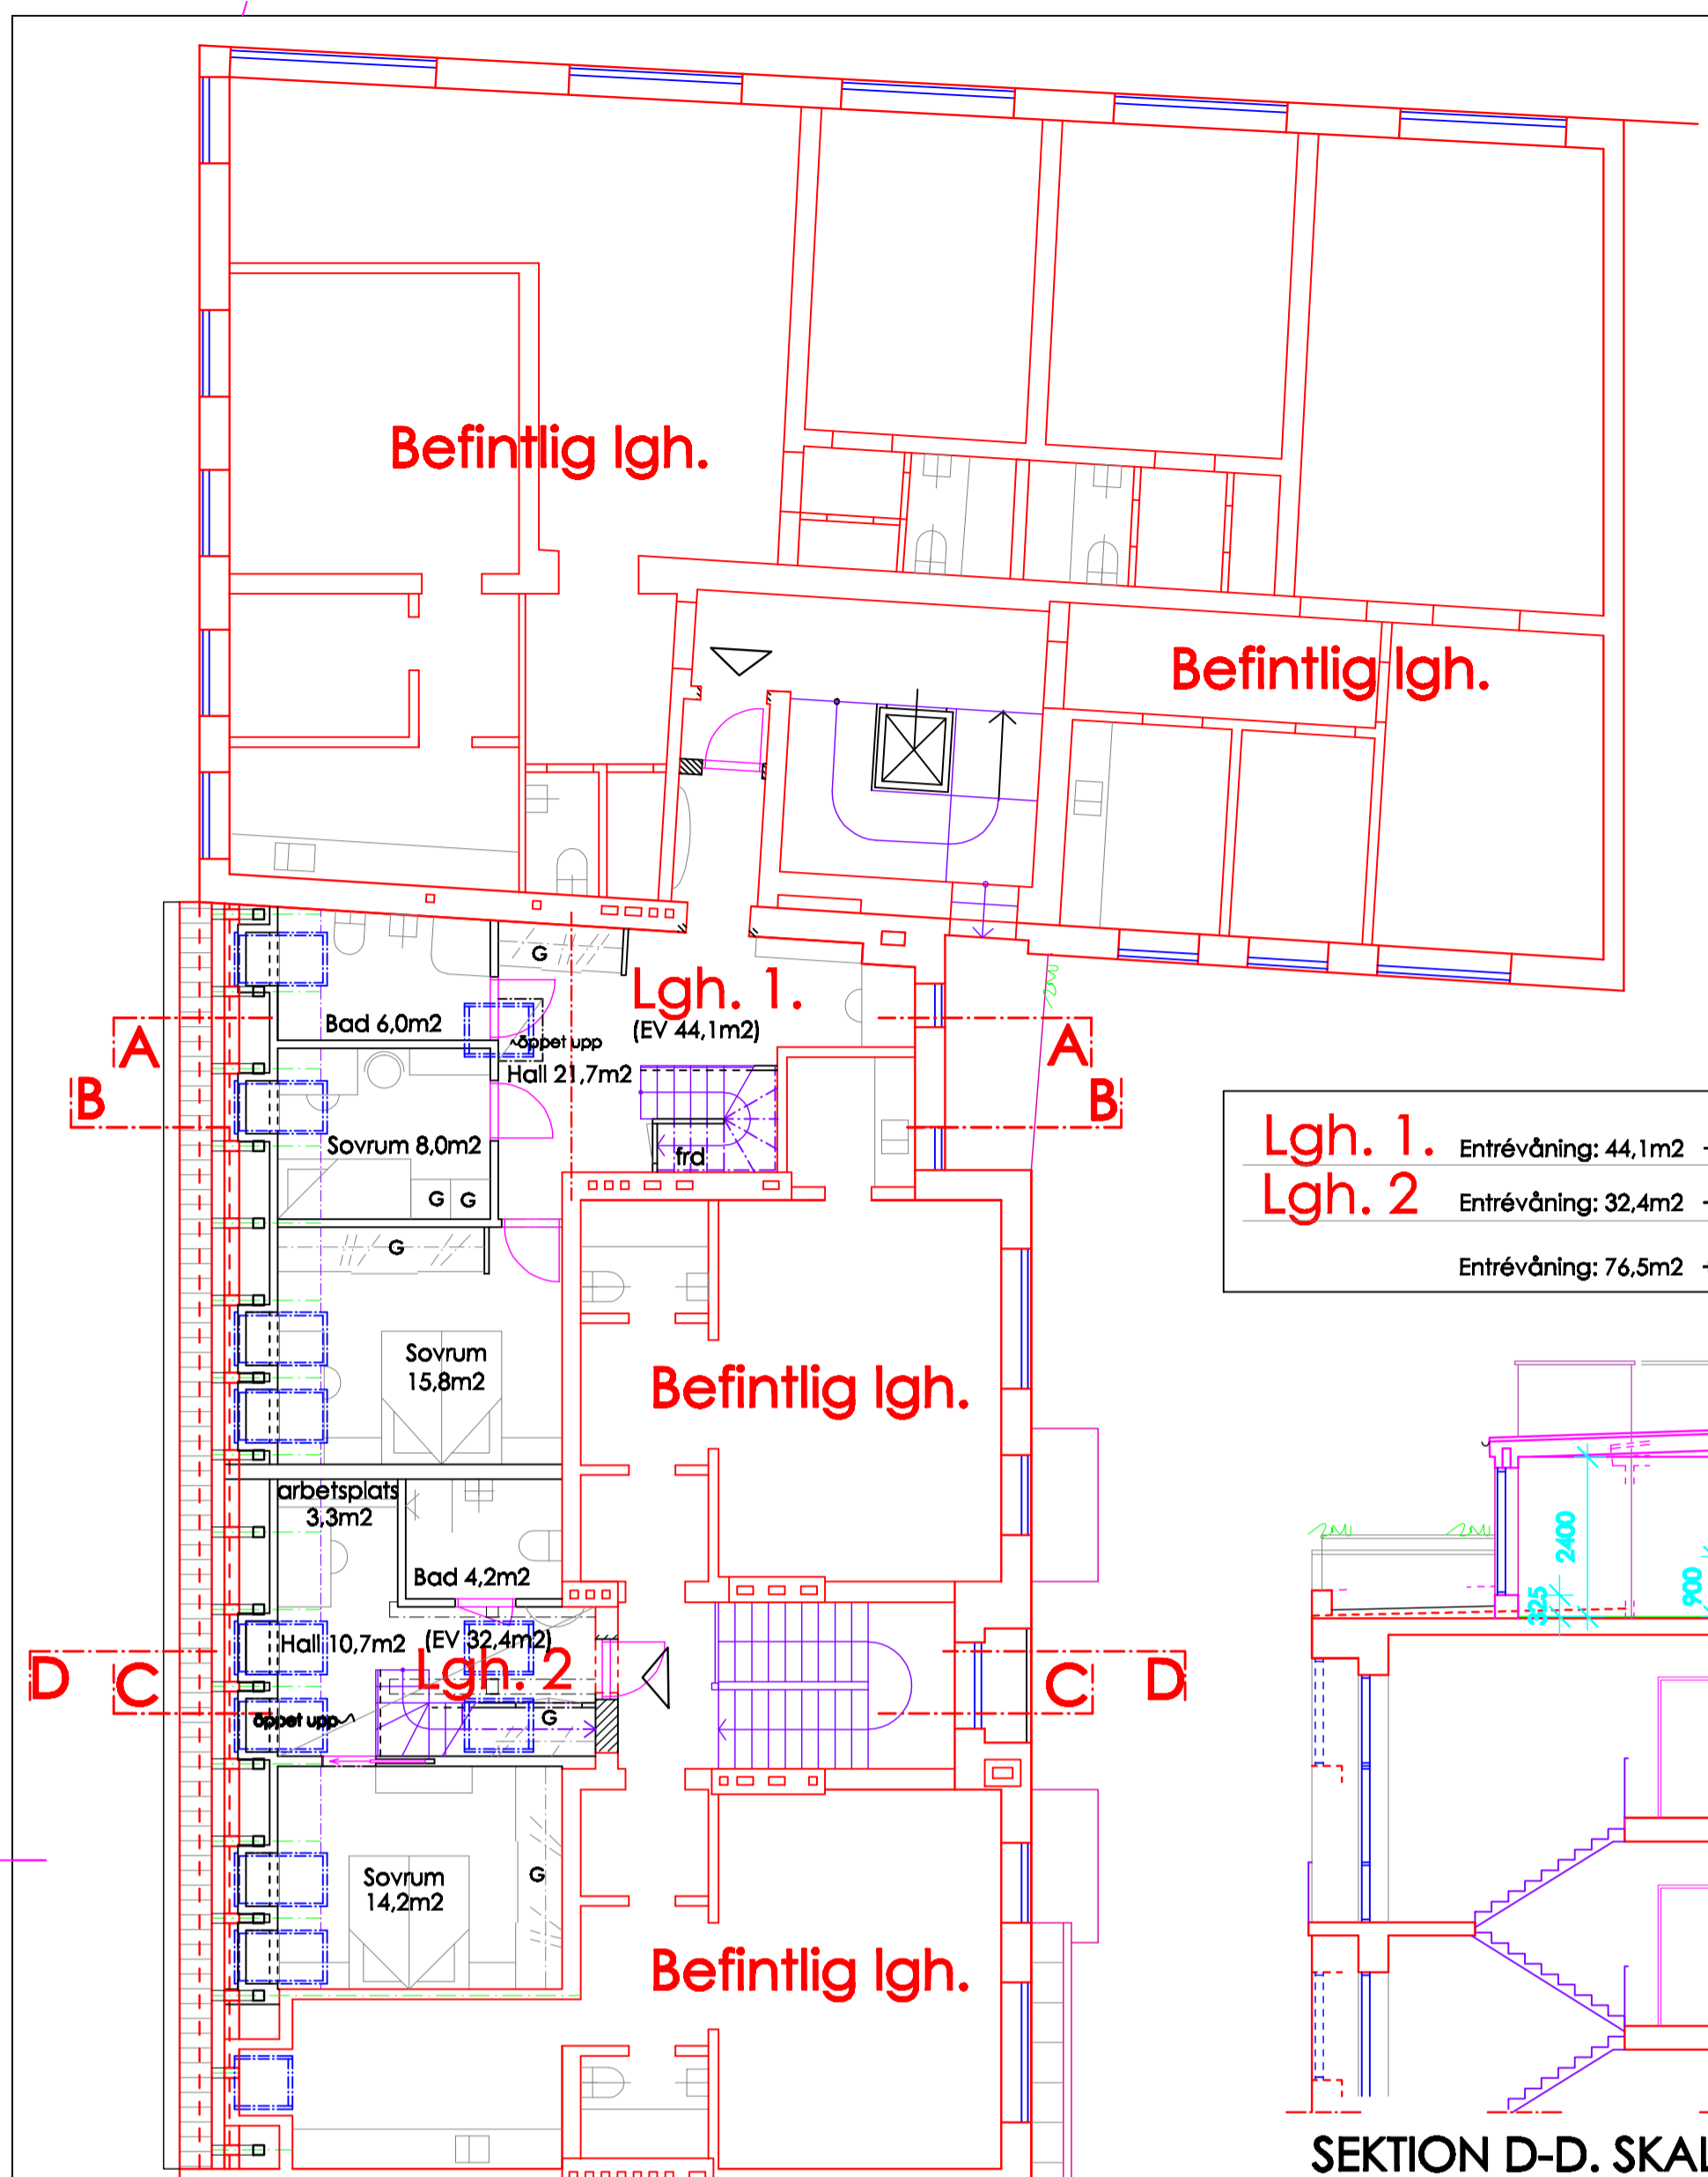 Befintlig lgh.
Befintlig lgh.
G
Lgh. 1.
(EV 44,1m2)
Bad 6,0m2
öppet upp
A
A
Hall 21,7m2
B
B
Sovrum 8,0m2
frd
G G
G
Lgh. 1. Entrévåning: 44,1m2
Lgh. 2 Entrévåning: 32,4m2
Entrévåning: 76,5m2
Sovrum
15,8m2
Befintlig lgh.
arbetsplats
3,3m2
Bad 4,2m2
Hall 10,7m2
(EV 32,4m2)
Lgh. 2
D
C
C
D
öppet upp
G
Sovrum
14,2m2
G
Befintlig lgh.
2400
325
900
SEKTION D-D. SKAL